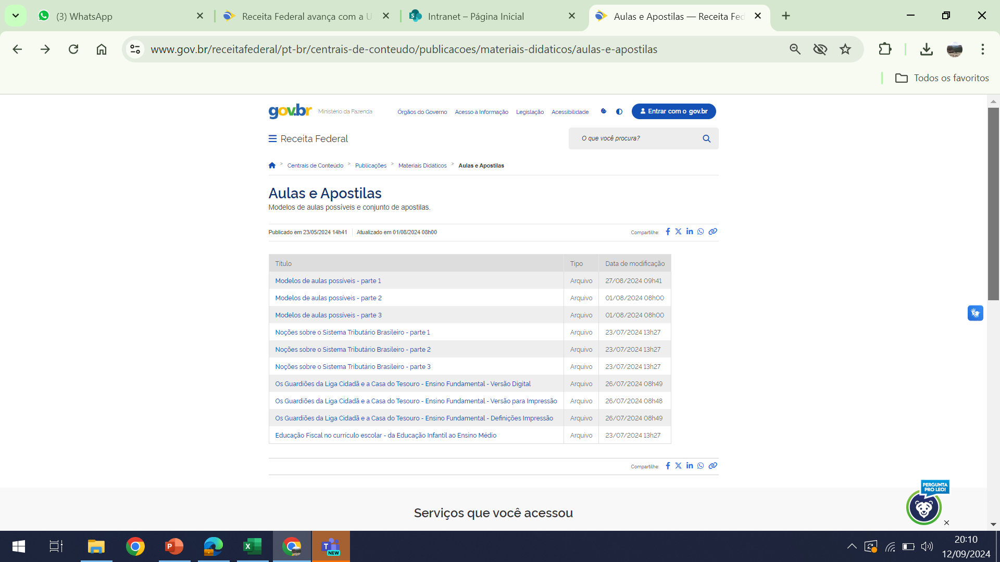 (3) WhatsApp
Receita Federal avança com a U
Intranet – Página Inicial
Aulas e Apostilas — Receita Fed
www.gov.br/receitafederal/pt-br/centrais-de-conteudo/publicacoes/materiais-didaticos/aulas-e-apostilas
Todos os favoritos
gov.br Ministério da Fazenda Órgãos do Governo Acesso à Informação Legislação Acessibilidade Entrar com o gov.br
Receita Federal O que você procura?
> Centrais de Conteúdo > Publicações > Materiais Didáticos > Aulas e Apostilas
Aulas e Apostilas
Modelos de aulas possíveis e conjunto de apostilas.
Publicado em 23/05/2024 14h41 Atualizado em 01/08/2024 08h00 Compartilhe:
Título Tipo Data de modificação
Modelos de aulas possíveis - parte 1 Arquivo 27/08/2024 09h41
Modelos de aulas possíveis - parte 2 Arquivo 01/08/2024 08h00
Modelos de aulas possíveis - parte 3 Arquivo 01/08/2024 08h00
Noções sobre o Sistema Tributário Brasileiro - parte 1 Arquivo 23/07/2024 13h27
Noções sobre o Sistema Tributário Brasileiro - parte 2 Arquivo 23/07/2024 13h27
Noções sobre o Sistema Tributário Brasileiro - parte 3 Arquivo 23/07/2024 13h27
Os Guardiões da Liga Cidadã e a Casa do Tesouro - Ensino Fundamental - Versão Digital Arquivo 26/07/2024 08h49
Os Guardiões da Liga Cidadã e a Casa do Tesouro - Ensino Fundamental - Versão para Impressão Arquivo 26/07/2024 08h48
Os Guardiões da Liga Cidadã e a Casa do Tesouro - Ensino Fundamental - Definições Impressão Arquivo 26/07/2024 08h49
Educação Fiscal no currículo escolar - da Educação Infantil ao Ensino Médio Arquivo 23/07/2024 13h27
Compartilhe:
PERGUNTA
PRO LEO!
Serviços que você acessou
NEW
20:10
12/09/2024